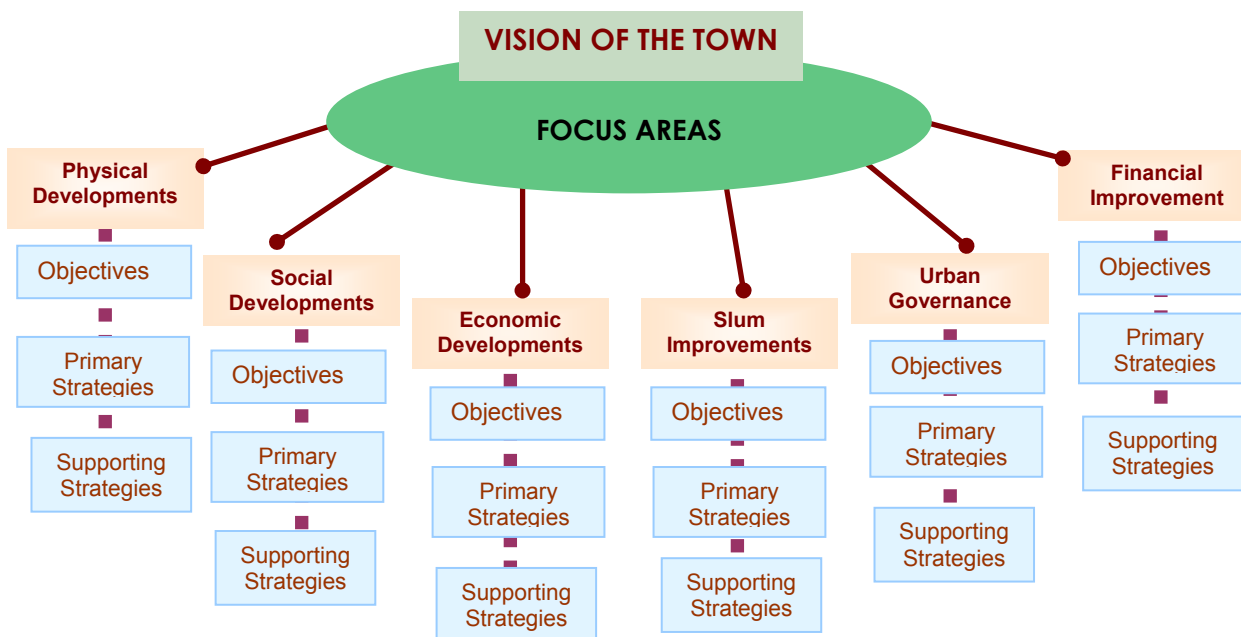 VISION OF THE TOWN
FOCUS AREAS
Physical
Developments
Objectives
Primary
Strategies
Supporting
Strategies
Social
Developments
Objectives
Primary
Strategies
Supporting
Strategies
Economic
Developments
Objectives
Primary
Strategies
Supporting
Strategies
Slum
Improvements
Objectives
Primary
Strategies
Supporting
Strategies
Urban
Governance
Objectives
Primary
Strategies
Supporting
Strategies
Financial
Improvement
Objectives
Primary
Strategies
Supporting
Strategies